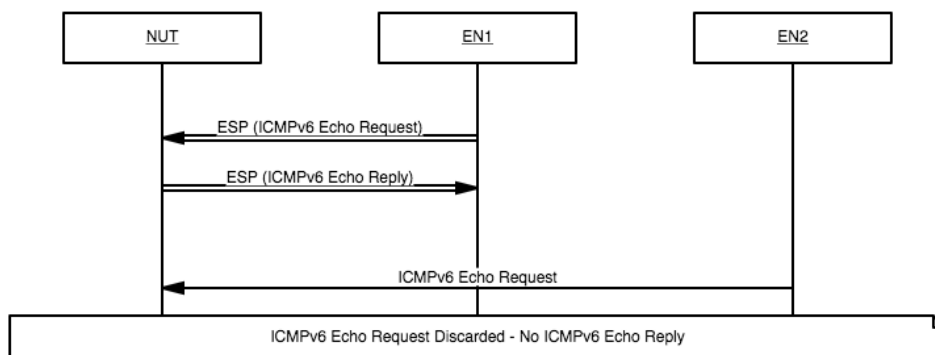 NUT
EN1
EN2
ESP (ICMPv6 Echo Request)
ESP (ICMPv6 Echo Reply)
ICMPv6 Echo Request
ICMPv6 Echo Request Discarded - No ICMPv6 Echo Reply